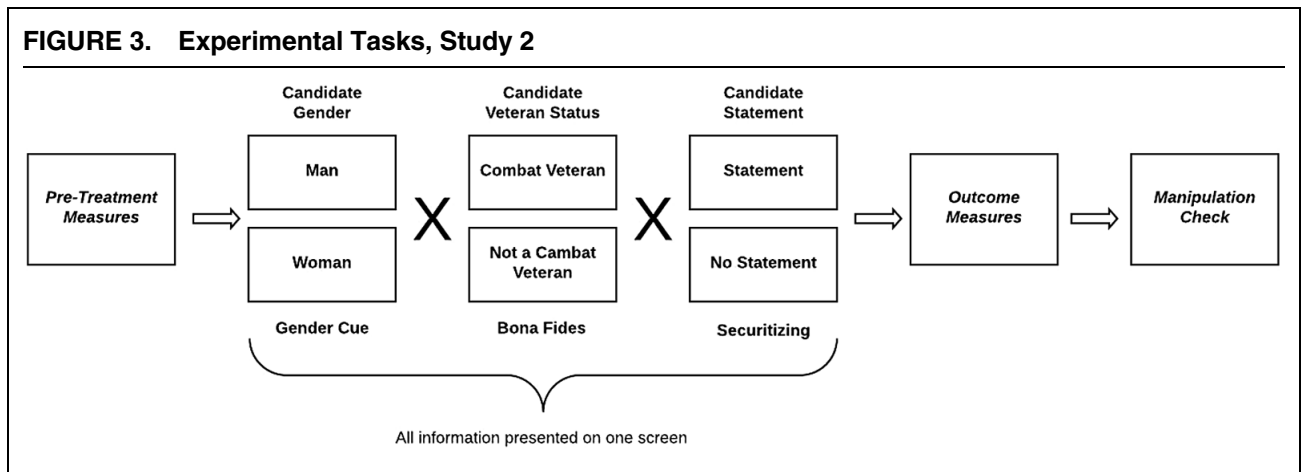 FIGURE 3. Experimental Tasks, Study 2
Candidate
Gender
Candidate
Veteran Status
Candidate
Statement
Pre-Treatment
Measures
Man
Woman
Gender Cue
X
Combat Veteran
Not a Cambat
Veteran
Bona Fides
X
Statement
No Statement
Securitizing
Outcome
Measures
Manipulation
Check
All information presented on one screen